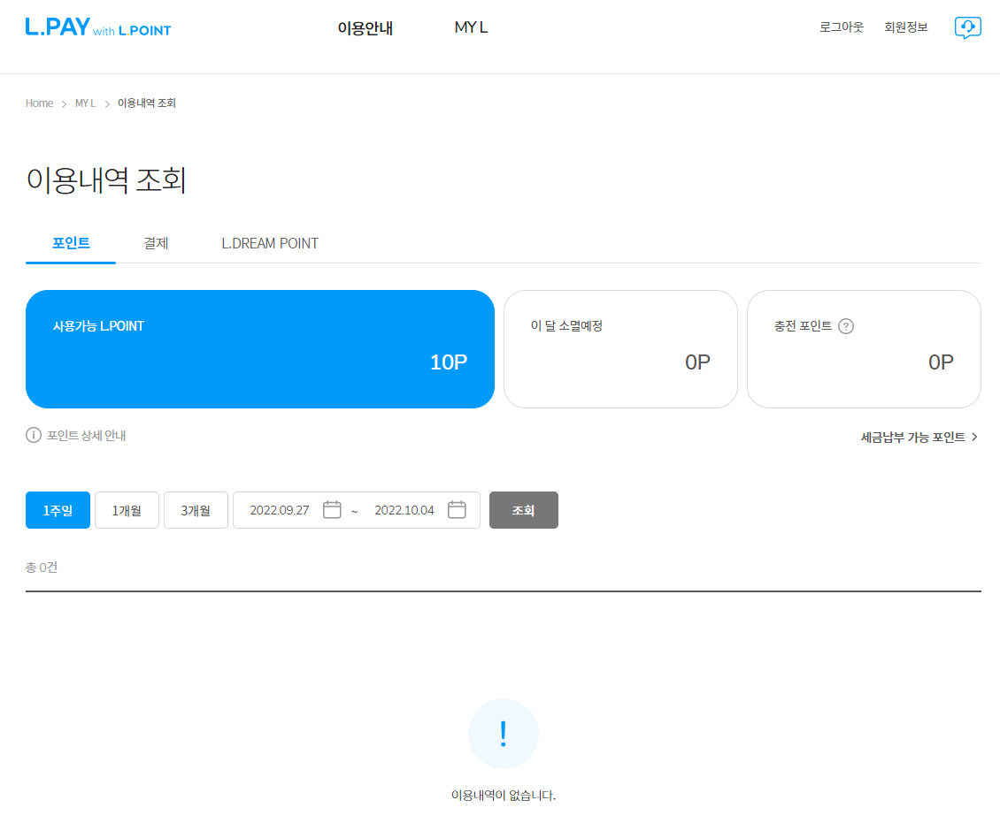 L.PAY with L.POINT
이용안내
MY L
로그아웃
회원정보
Home > MY L > 이용내역 조회
이용내역 조회
포인트
결제
L.DREAM POINT
사용가능 L.POINT
10P
이 달 소멸예정
0P
충전 포인트 ?
0P
포인트 상세 안내
세금납부 가능 포인트 >
1주일
1개월
3개월
2022.09.27 ~ 2022.10.04
조회
총 0건
!
이용내역이 없습니다.